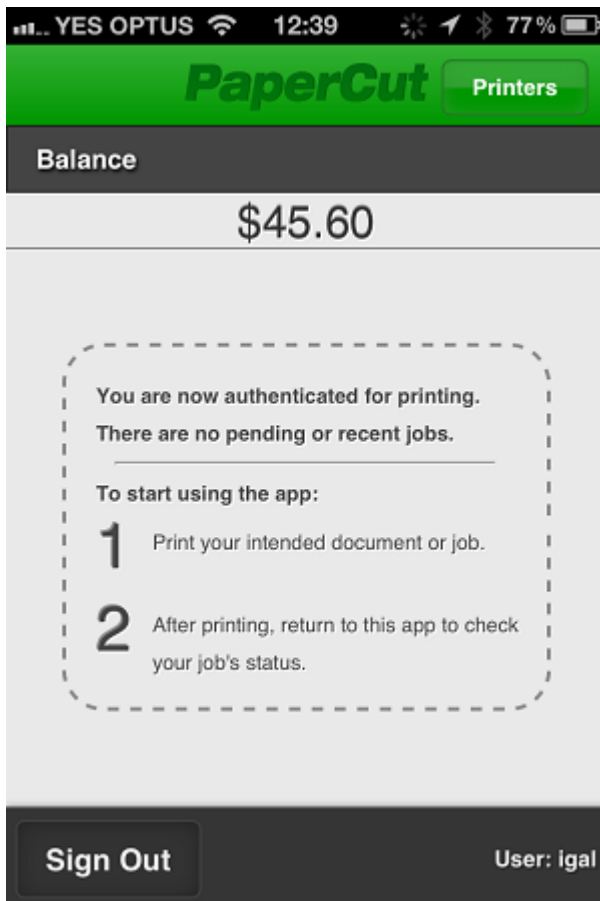 YES OPTUS 12:39 77%
PaperCut Printers
Balance
$45.60
You are now authenticated for printing.
There are no pending or recent jobs.
To start using the app:
1 Print your intended document or job.
2 After printing, return to this app to check
your job's status.
Sign Out User: igal